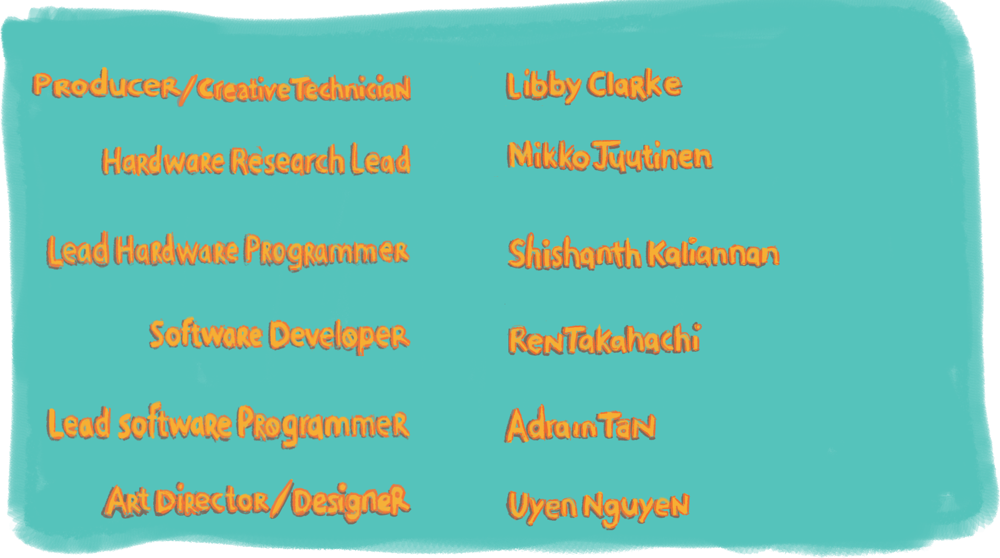 Producer/Creative Technician Libby Clarke
Hardware Research Lead Mikko Juutinen
Lead Hardware Programmer Shishanth Kaliannan
Software Developer Ren Takahachi
Lead Software Programmer Adrain Tan
Art Director/Designer Uyen Nguyen